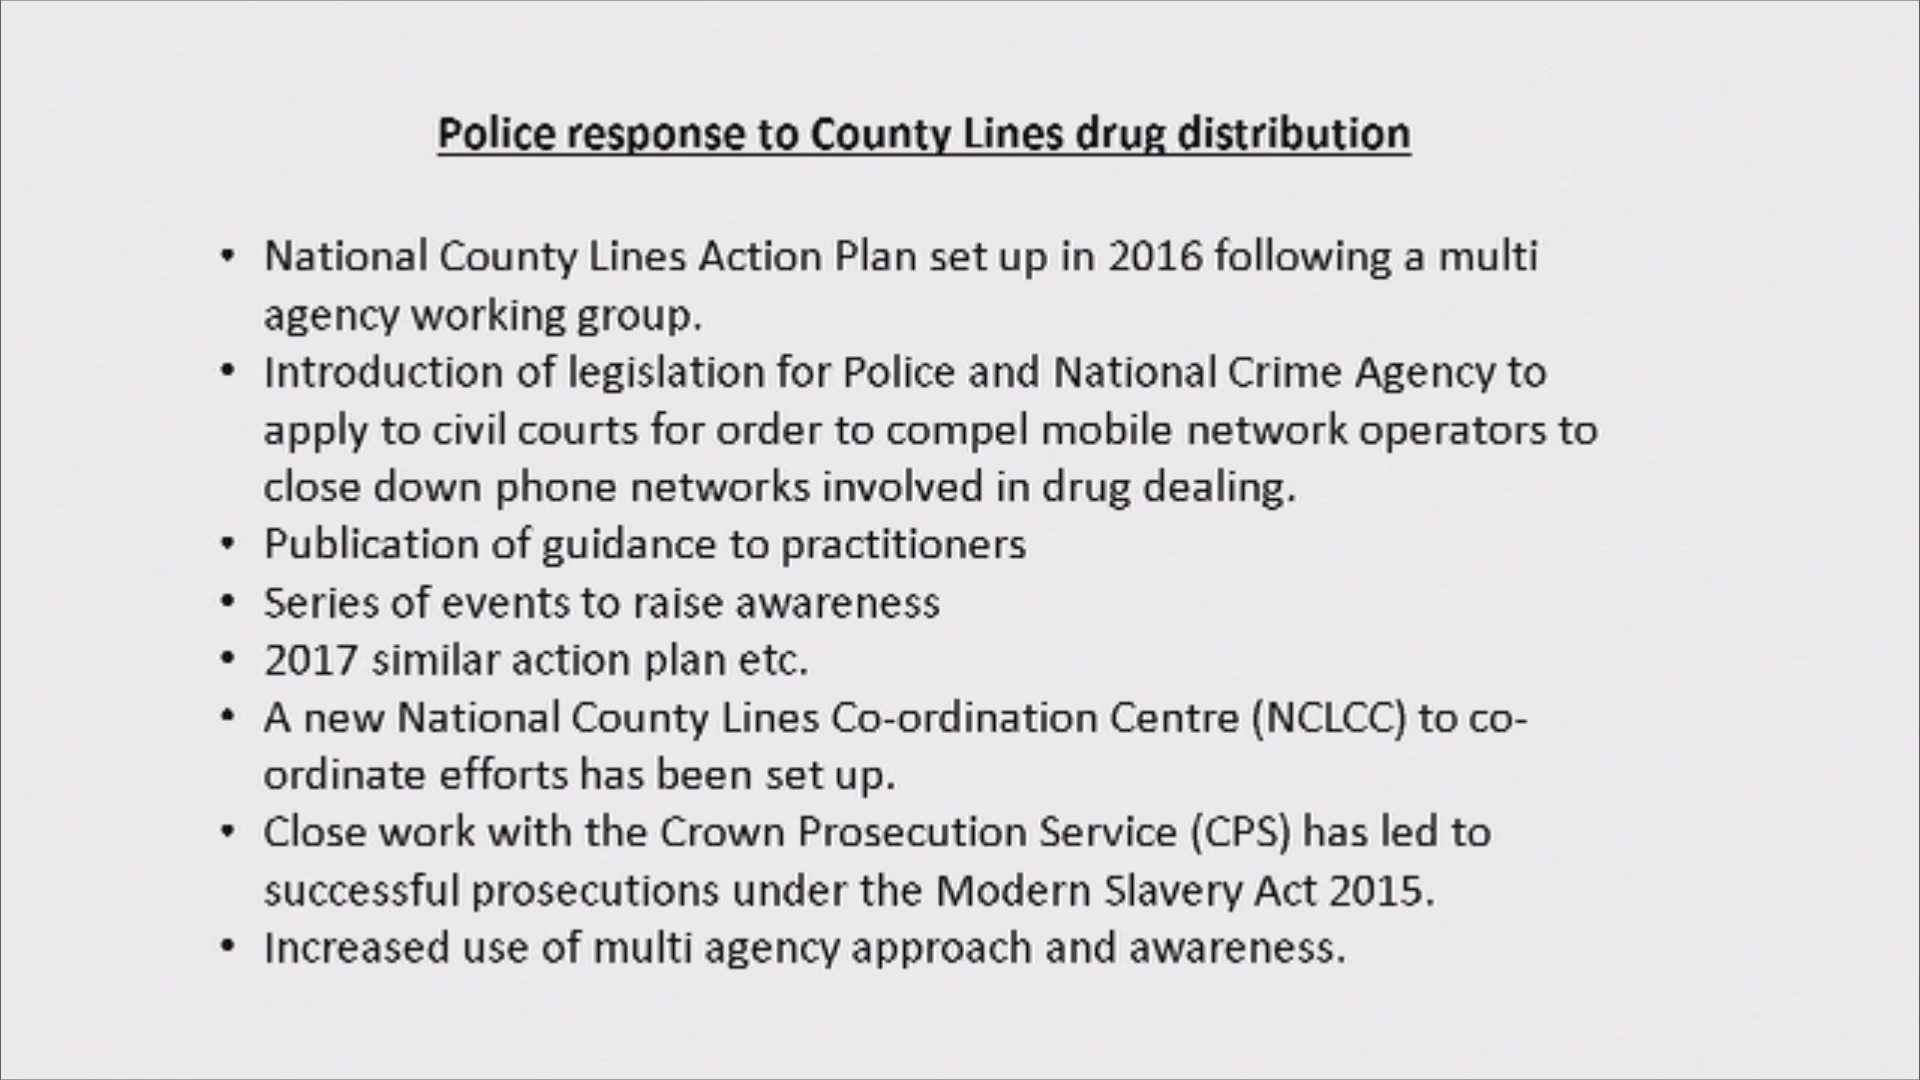 Police response to County Lines drug distribution
• National County Lines Action Plan set up in 2016 following a multi
agency working group.
• Introduction of legislation for Police and National Crime Agency to
apply to civil courts for order to compel mobile network operators to
close down phone networks involved in drug dealing.
• Publication of guidance to practitioners
• Series of events to raise awareness
• 2017 similar action plan etc.
• A new National County Lines Co-ordination Centre (NCLCC) to co-
ordinate efforts has been set up.
• Close work with the Crown Prosecution Service (CPS) has led to
successful prosecutions under the Modern Slavery Act 2015.
• Increased use of multi agency approach and awareness.